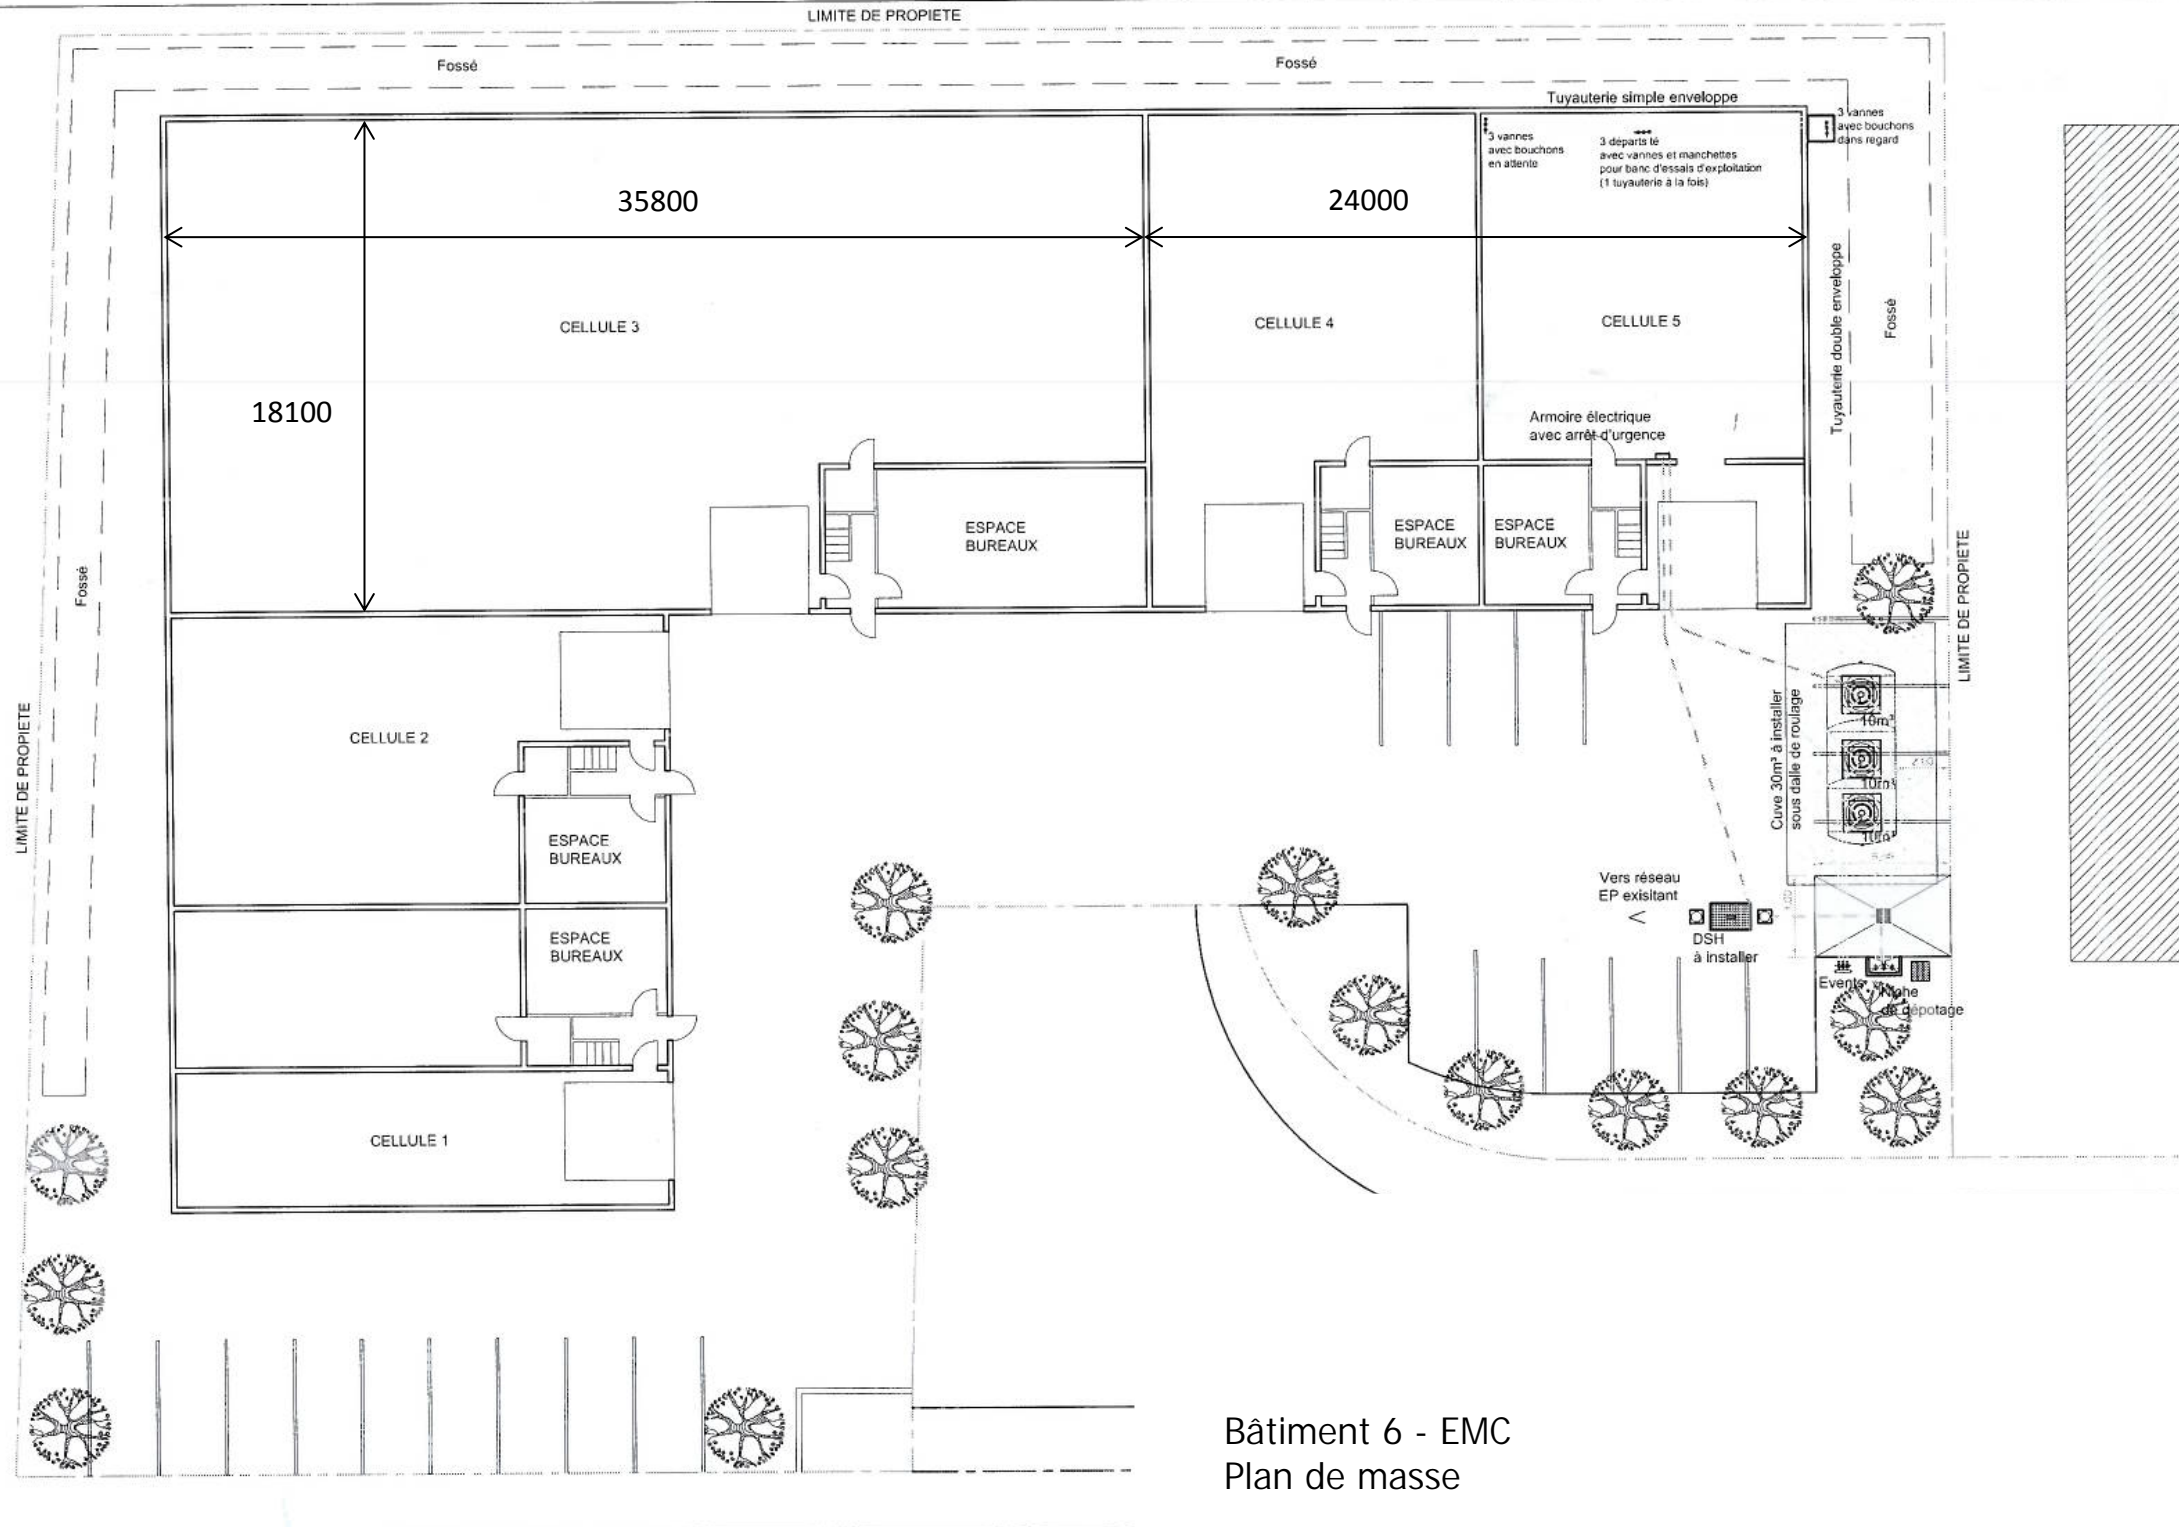 LIMITE DE PROPIETE
Fossé
Fossé
Tuyauterie simple enveloppe
3 vannes
avec bouchons
dans regard
3 vannes
avec bouchons
en attente
3 départs té
avec vannes et manchettes
pour banc d'essais d'exploitation
(1 tuyauterie à la fois)
35800
24000
Tuyauterie double enveloppe
Fossé
CELLULE 3
CELLULE 4
CELLULE 5
18100
Armoire électrique
avec arrêt d'urgence
ESPACE
BUREAUX
ESPACE
BUREAUX
ESPACE
BUREAUX
Fossé
LIMITE DE PROPIETE
LIMITE DE PROPIETE
CELLULE 2
Cuve 30m³ à installer
sous dalle de roulage
10m³
10m³
10m³
ESPACE
BUREAUX
Vers réseau
EP exisitant
DSH
à installer
ESPACE
BUREAUX
Events
Niche
de dépotage
CELLULE 1
Bâtiment 6 - EMC
Plan de masse